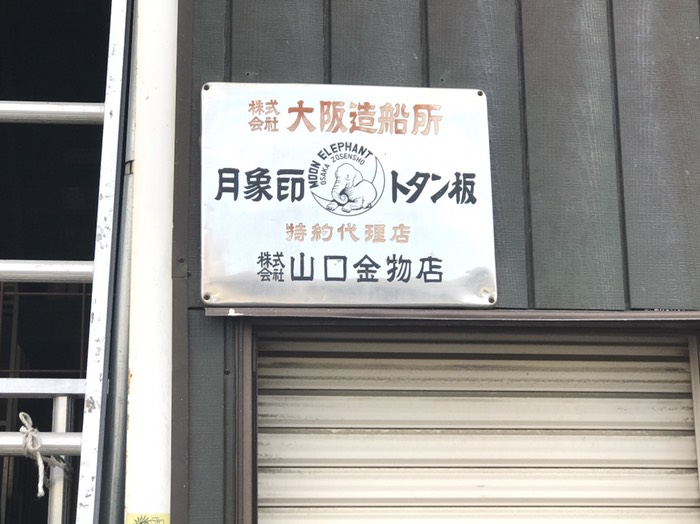 株式会社 大阪造船所
月象印 MOON ELEPHANT OSAKA ZOSENSHO トタン板
特約代理店
株式会社 山口金物店